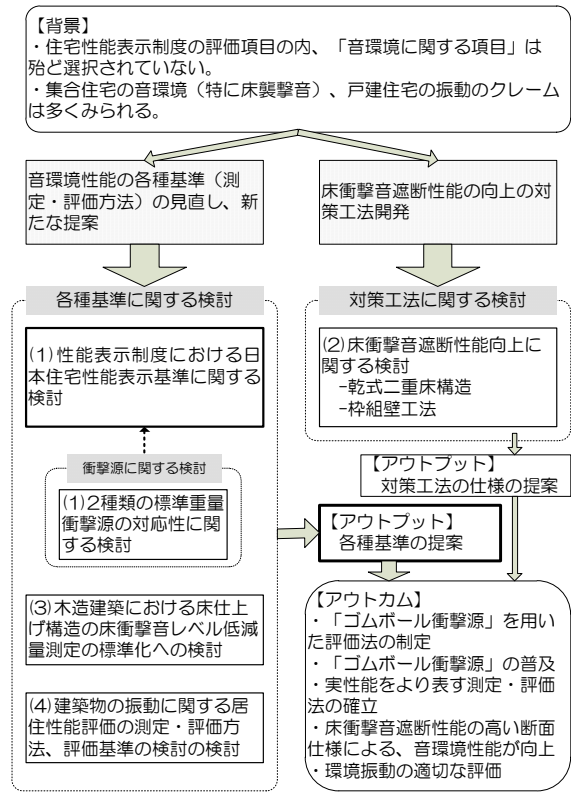 【背景】
・住宅性能表示制度の評価項目の内、「音環境に関する項目」は
殆ど選択されていない。
・集合住宅の音環境（特に床襲撃音）、戸建住宅の振動のクレーム
は多くみられる。
音環境性能の各種基準（測
定・評価方法）の見直し、新
たな提案
床衝撃音遮断性能の向上の対
策工法開発
各種基準に関する検討
(1)性能表示制度における日
本住宅性能表示基準に関する
検討
衝撃源に関する検討
(1)2種類の標準重量
衝撃源の対応性に関
する検討
(3)木造建築における床仕上
げ構造の床衝撃音レベル低減
量測定の標準化への検討
(4)建築物の振動に関する居
住性能評価の測定・評価方
法、評価基準の検討の検討
対策工法に関する検討
(2)床衝撃音遮断性能向上に
関する検討
-乾式二重床構造
-枠組壁工法
【アウトプット】
対策工法の仕様の提案
【アウトプット】
各種基準の提案
【アウトカム】
・「ゴムボール衝撃源」を用い
た評価法の制定
・「ゴムボール衝撃源」の普及
・実性能をより表す測定・評価
法の確立
・床衝撃音遮断性能の高い断面
仕様による、音環境性能が向上
・環境振動の適切な評価